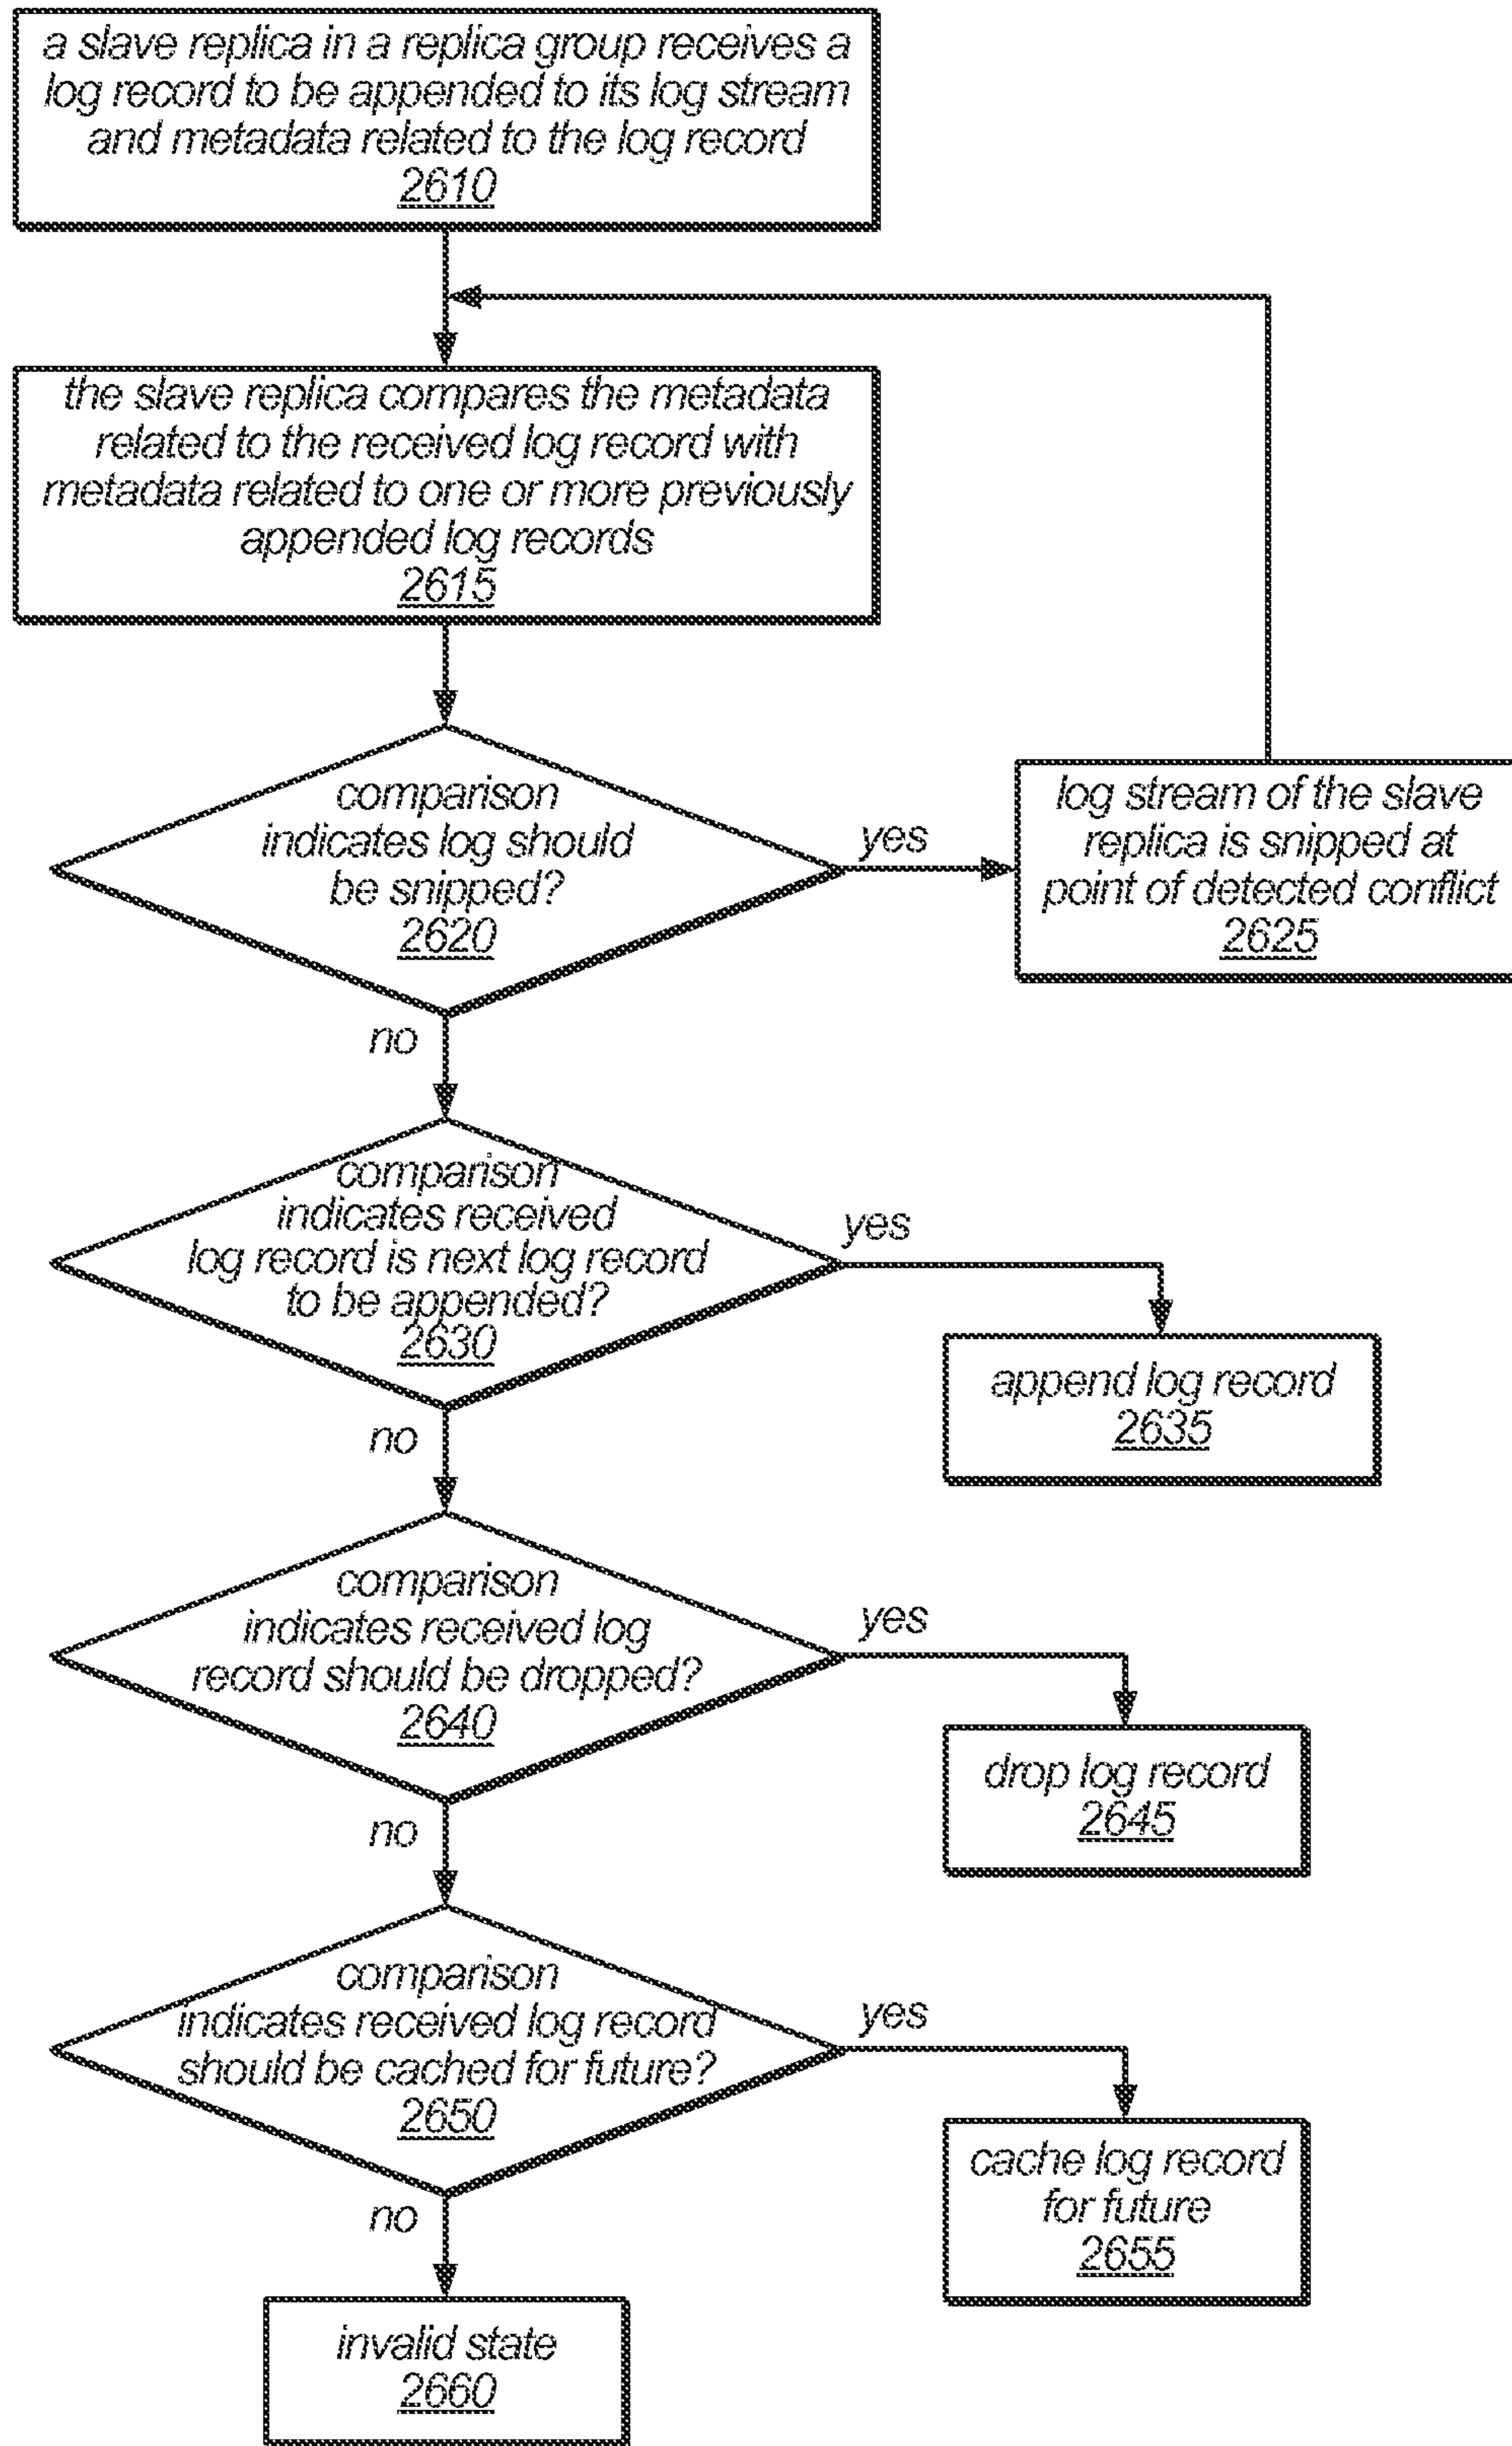 a slave replica in a replica group receives a
log record to be appended to its log stream
and metadata related to the log record
2610
the slave replica compares the metadata
related to the received log record with
metadata related to one or more previously
appended log records
2615
comparison
indicates log should
be snipped?
2620
yes
log stream of the slave
replica is snipped at
point of detected conflict
2625
no
comparison
indicates received
log record is next log record
to be appended?
2630
yes
append log record
2635
no
comparison
indicates received log
record should be dropped?
2640
yes
drop log record
2645
no
comparison
indicates received log record
should be cached for future?
2650
yes
cache log record
for future
2655
no
invalid state
2660